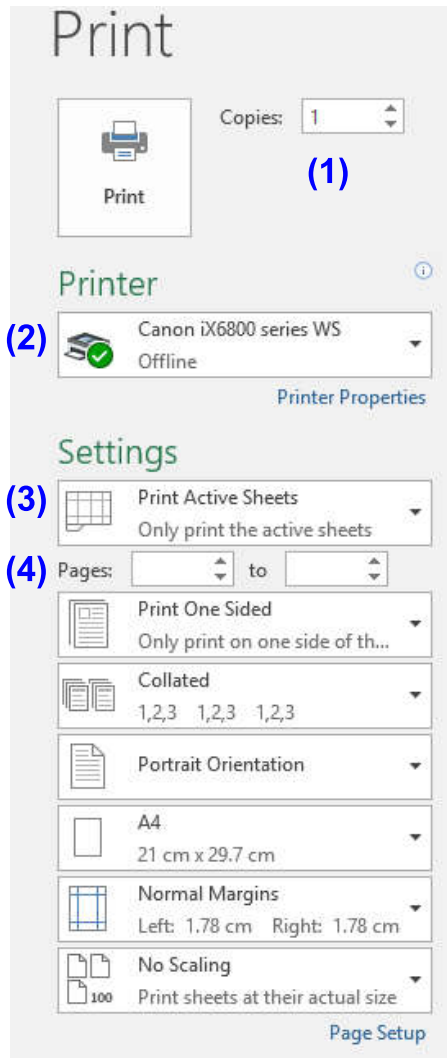 Print
Copies: 1
(1)
Print
Printer
(2) Canon iX6800 series WS
Offline
Printer Properties
Settings
(3) Print Active Sheets
Only print the active sheets
(4) Pages: to
Print One Sided
Only print on one side of th...
Collated
1,2,3 1,2,3 1,2,3
Portrait Orientation
A4
21 cm x 29.7 cm
Normal Margins
Left: 1.78 cm Right: 1.78 cm
No Scaling
100 Print sheets at their actual size
Page Setup